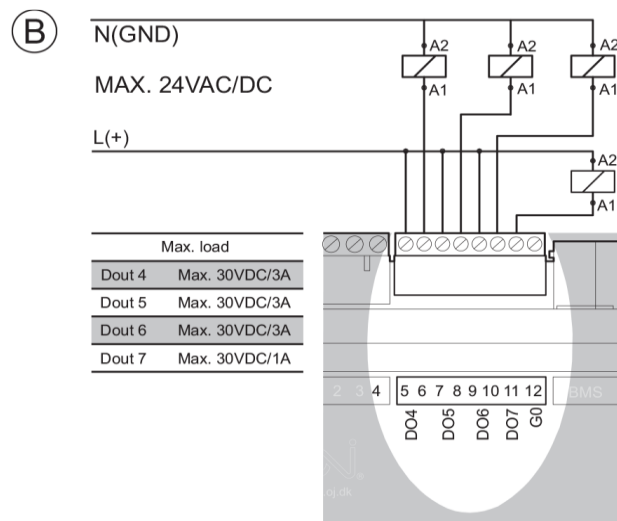 B
N(GND)
MAX. 24VAC/DC
L(+)
A2
A1
A2
A1
A2
A1
A2
A1
Max. load
Dout 4 Max. 30VDC/3A
Dout 5 Max. 30VDC/3A
Dout 6 Max. 30VDC/3A
Dout 7 Max. 30VDC/1A
2 3 4 5 6 7 8 9 10 11 12 BMS
DO4 DO5 DO6 DO7 G0
.oj.dk